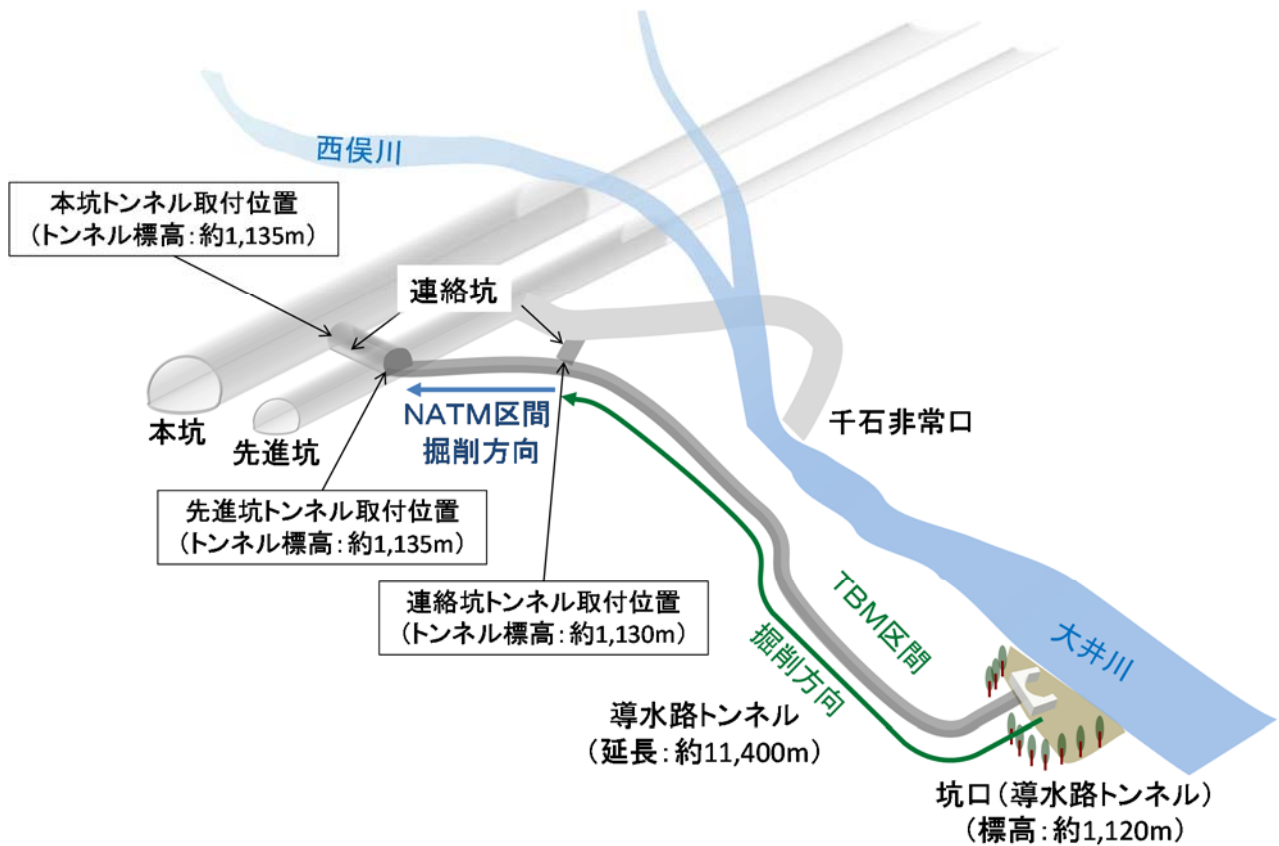 西俣川
本坑トンネル取付位置
(トンネル標高:約1,135m)
連絡坑
本坑
先進坑
NATM区間
掘削方向
千石非常口
先進坑トンネル取付位置
(トンネル標高:約1,135m)
連絡坑トンネル取付位置
(トンネル標高:約1,130m)
TBM区間
掘削方向
大井川
導水路トンネル
(延長:約11,400m)
坑口(導水路トンネル)
(標高:約1,120m)